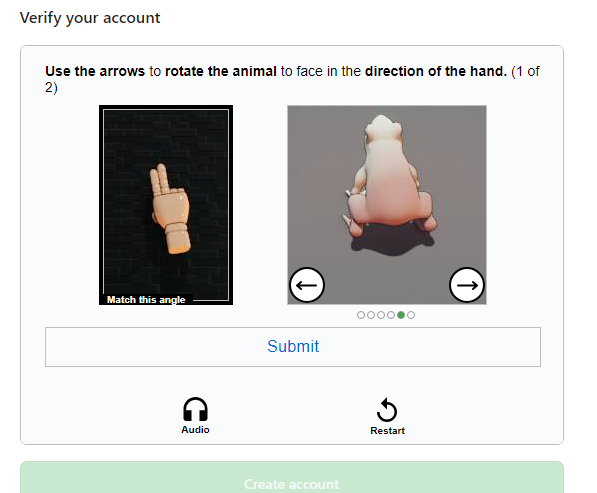 Verify your account
Use the arrows to rotate the animal to face in the direction of the hand. (1 of
2)
Match this angle
Submit
Audio
Restart
Create account